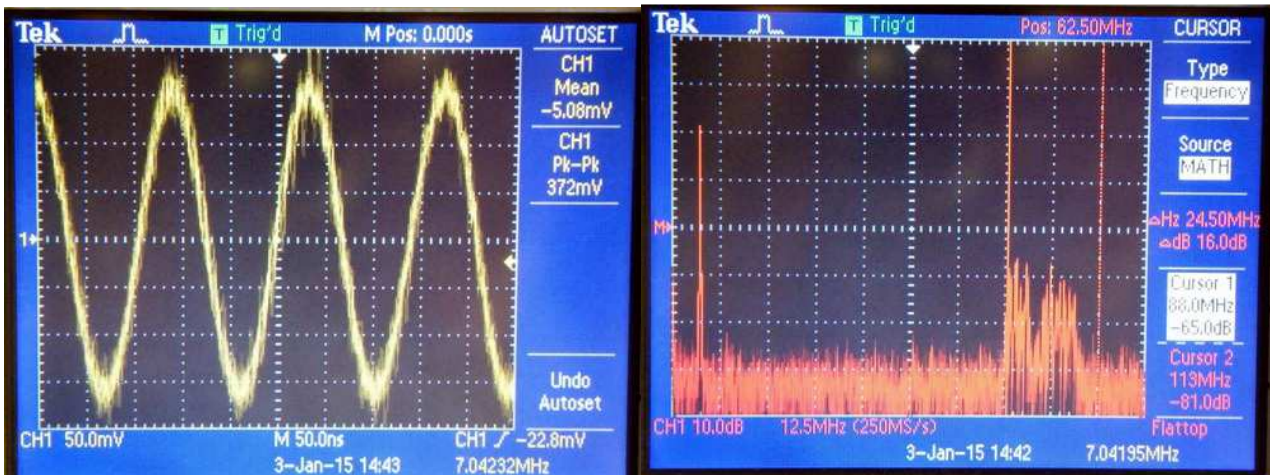 Tek
T Trig'd
M Pos: 0.000s
AUTOSET
CH1
Mean
-5.08mV
CH1
Pk-Pk
372mV
1
Undo
Autoset
CH1 50.0mV
M 50.0ns
CH1 / -22.8mV
3-Jan-15 14:43
7.04232MHz
Tek
T Trig'd
Pos: 62.50MHz
CURSOR
Type
Frequency
Source
MATH
M
△Hz 24.50MHz
△dB 16.0dB
Cursor 1
88.0MHz
-65.0dB
Cursor 2
113MHz
-81.0dB
CH1 10.0dB
12.5MHz (250MS/s)
Flattop
3-Jan-15 14:42
7.04195MHz